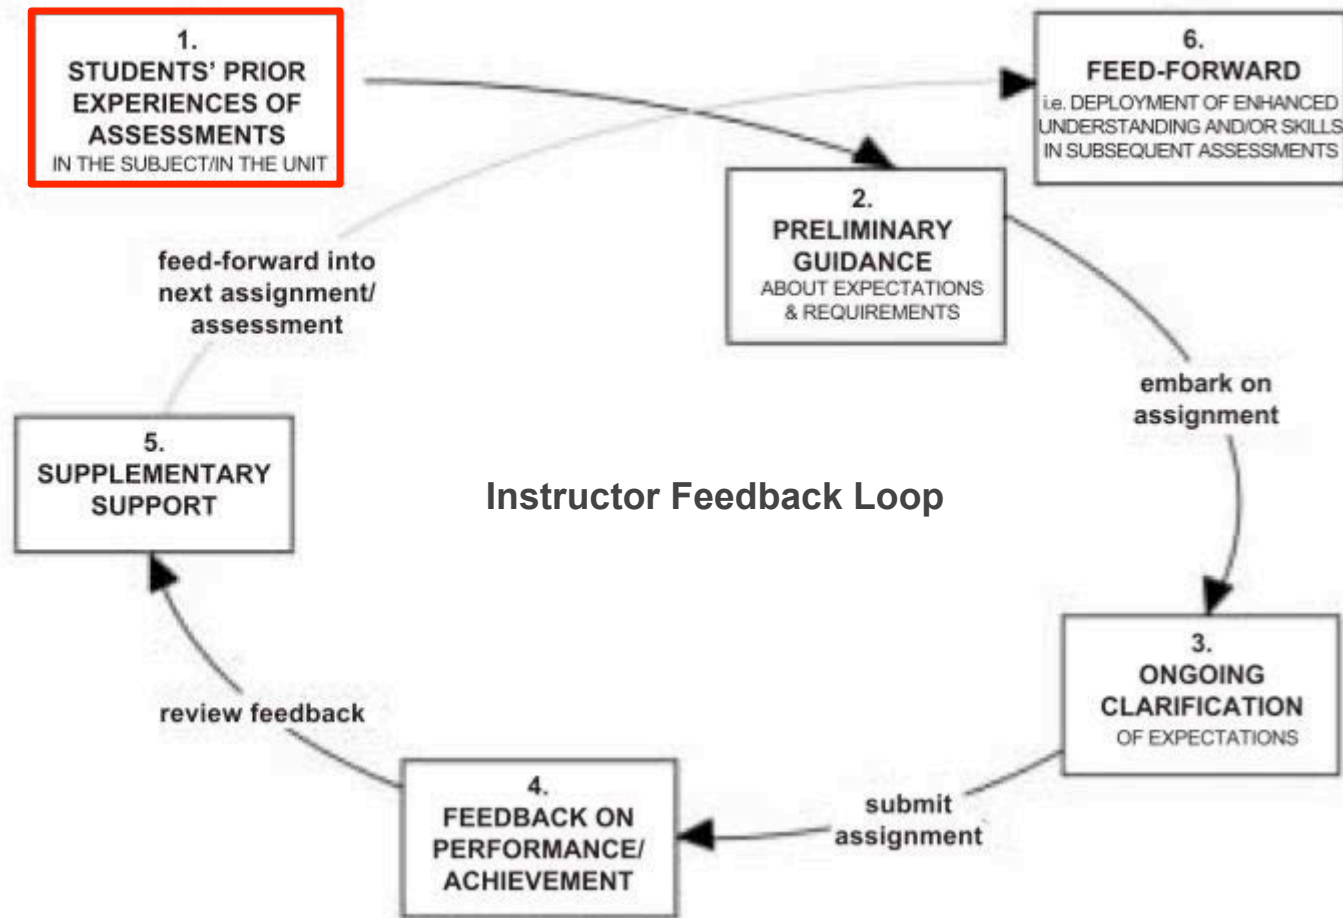 1.
STUDENTS' PRIOR
EXPERIENCES OF
ASSESSMENTS
IN THE SUBJECT/IN THE UNIT
6.
FEED-FORWARD
i.e. DEPLOYMENT OF ENHANCED
UNDERSTANDING AND/OR SKILLS
IN SUBSEQUENT ASSESSMENTS
2.
PRELIMINARY
GUIDANCE
ABOUT EXPECTATIONS
& REQUIREMENTS
feed-forward into
next assignment/
assessment
embark on
assignment
5.
SUPPLEMENTARY
SUPPORT
Instructor Feedback Loop
3.
ONGOING
CLARIFICATION
OF EXPECTATIONS
review feedback
4.
FEEDBACK ON
PERFORMANCE/
ACHIEVEMENT
submit
assignment